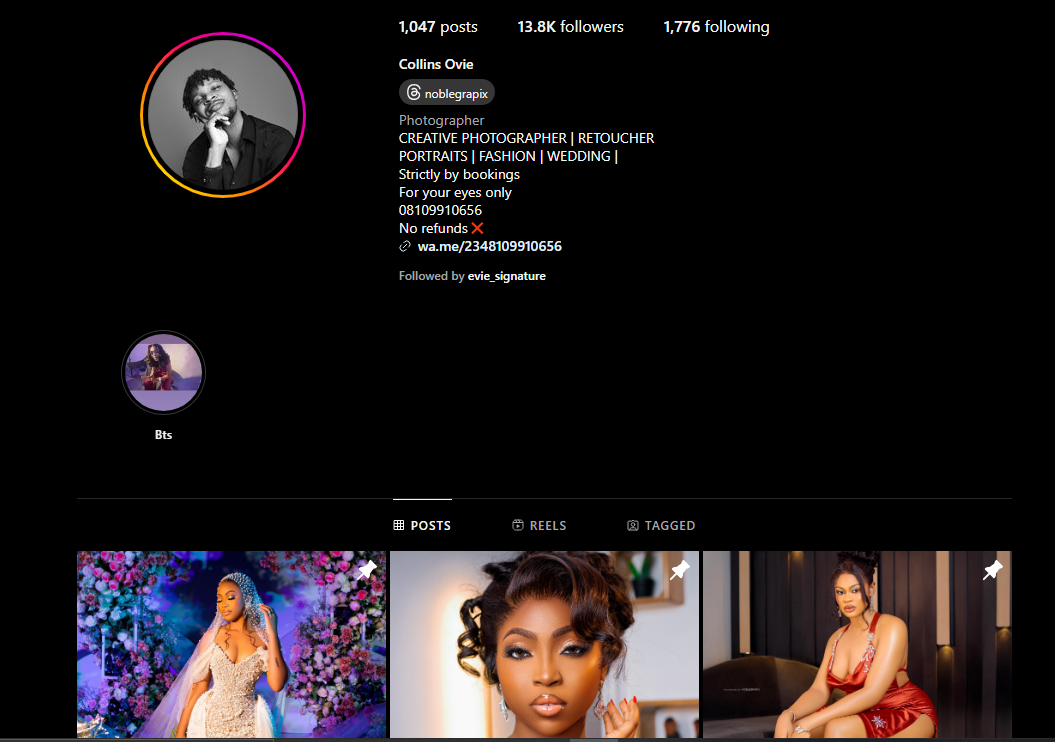 1,047 posts 13.8K followers 1,776 following
Collins Ovie
noblegrapix
Photographer
CREATIVE PHOTOGRAPHER | RETOUCHER
PORTRAITS | FASHION | WEDDING |
Strictly by bookings
For your eyes only
08109910656
No refunds❌
wa.me/2348109910656
Followed by evie_signature
Bts
POSTS REELS TAGGED